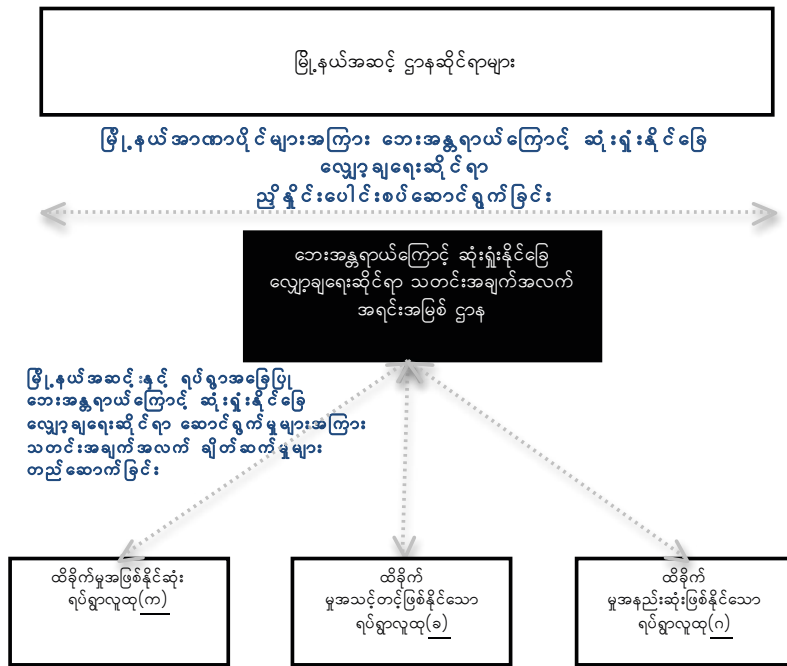 မြို့နယ်အဆင့် ဌာနဆိုင်ရာများ
မြို့နယ်အာဏာပိုင်များအကြား ဘေးအန္တရာယ်ကြောင့် ဆုံးရှုံးနိုင်ခြေ
လျှော့ချရေးဆိုင်ရာ
ညှိနှိုင်းပေါင်းစပ်ဆောင်ရွက်ခြင်း
ဘေးအန္တရာယ်ကြောင့် ဆုံးရှုံးနိုင်ခြေ
လျှော့ချရေးဆိုင်ရာ သတင်းအချက်အလက်
အရင်းအမြစ် ဌာန
မြို့နယ်အဆင့်နှင့် ရပ်ရွာအခြေပြု
ဘေးအန္တရာယ်ကြောင့် ဆုံးရှုံးနိုင်ခြေ
လျှော့ချရေးဆိုင်ရာ ဆောင်ရွက်မှုများအကြား
သတင်းအချက်အလက် ချိတ်ဆက်မှုများ
တည်ဆောက်ခြင်း
ထိခိုက်မှုအဖြစ်နိုင်ဆုံး
ရပ်ရွာလူထု(က)
ထိခိုက်
မှုအသင့်တင့်ဖြစ်နိုင်သော
ရပ်ရွာလူထု(ခ)
ထိခိုက်
မှုအနည်းဆုံးဖြစ်နိုင်သော
ရပ်ရွာလူထု(ဂ)